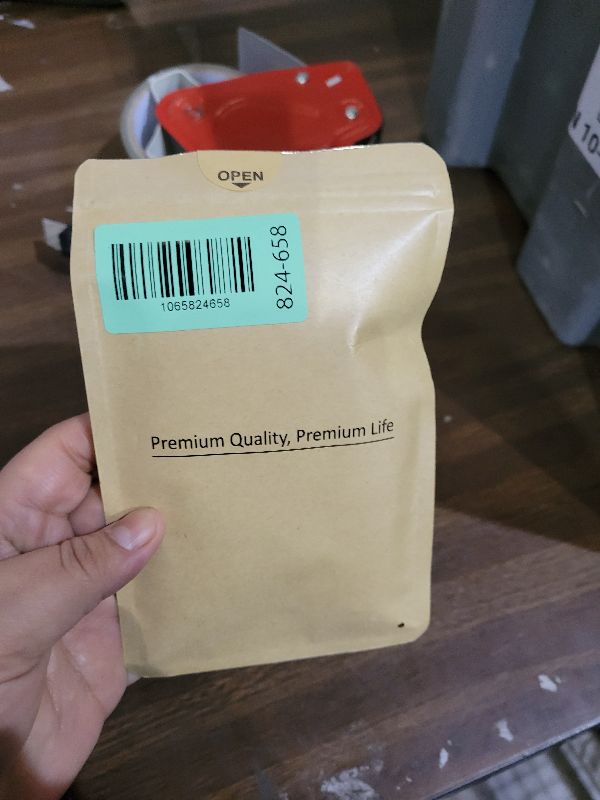 OPEN
1065824658
824-658
Premium Quality, Premium Life